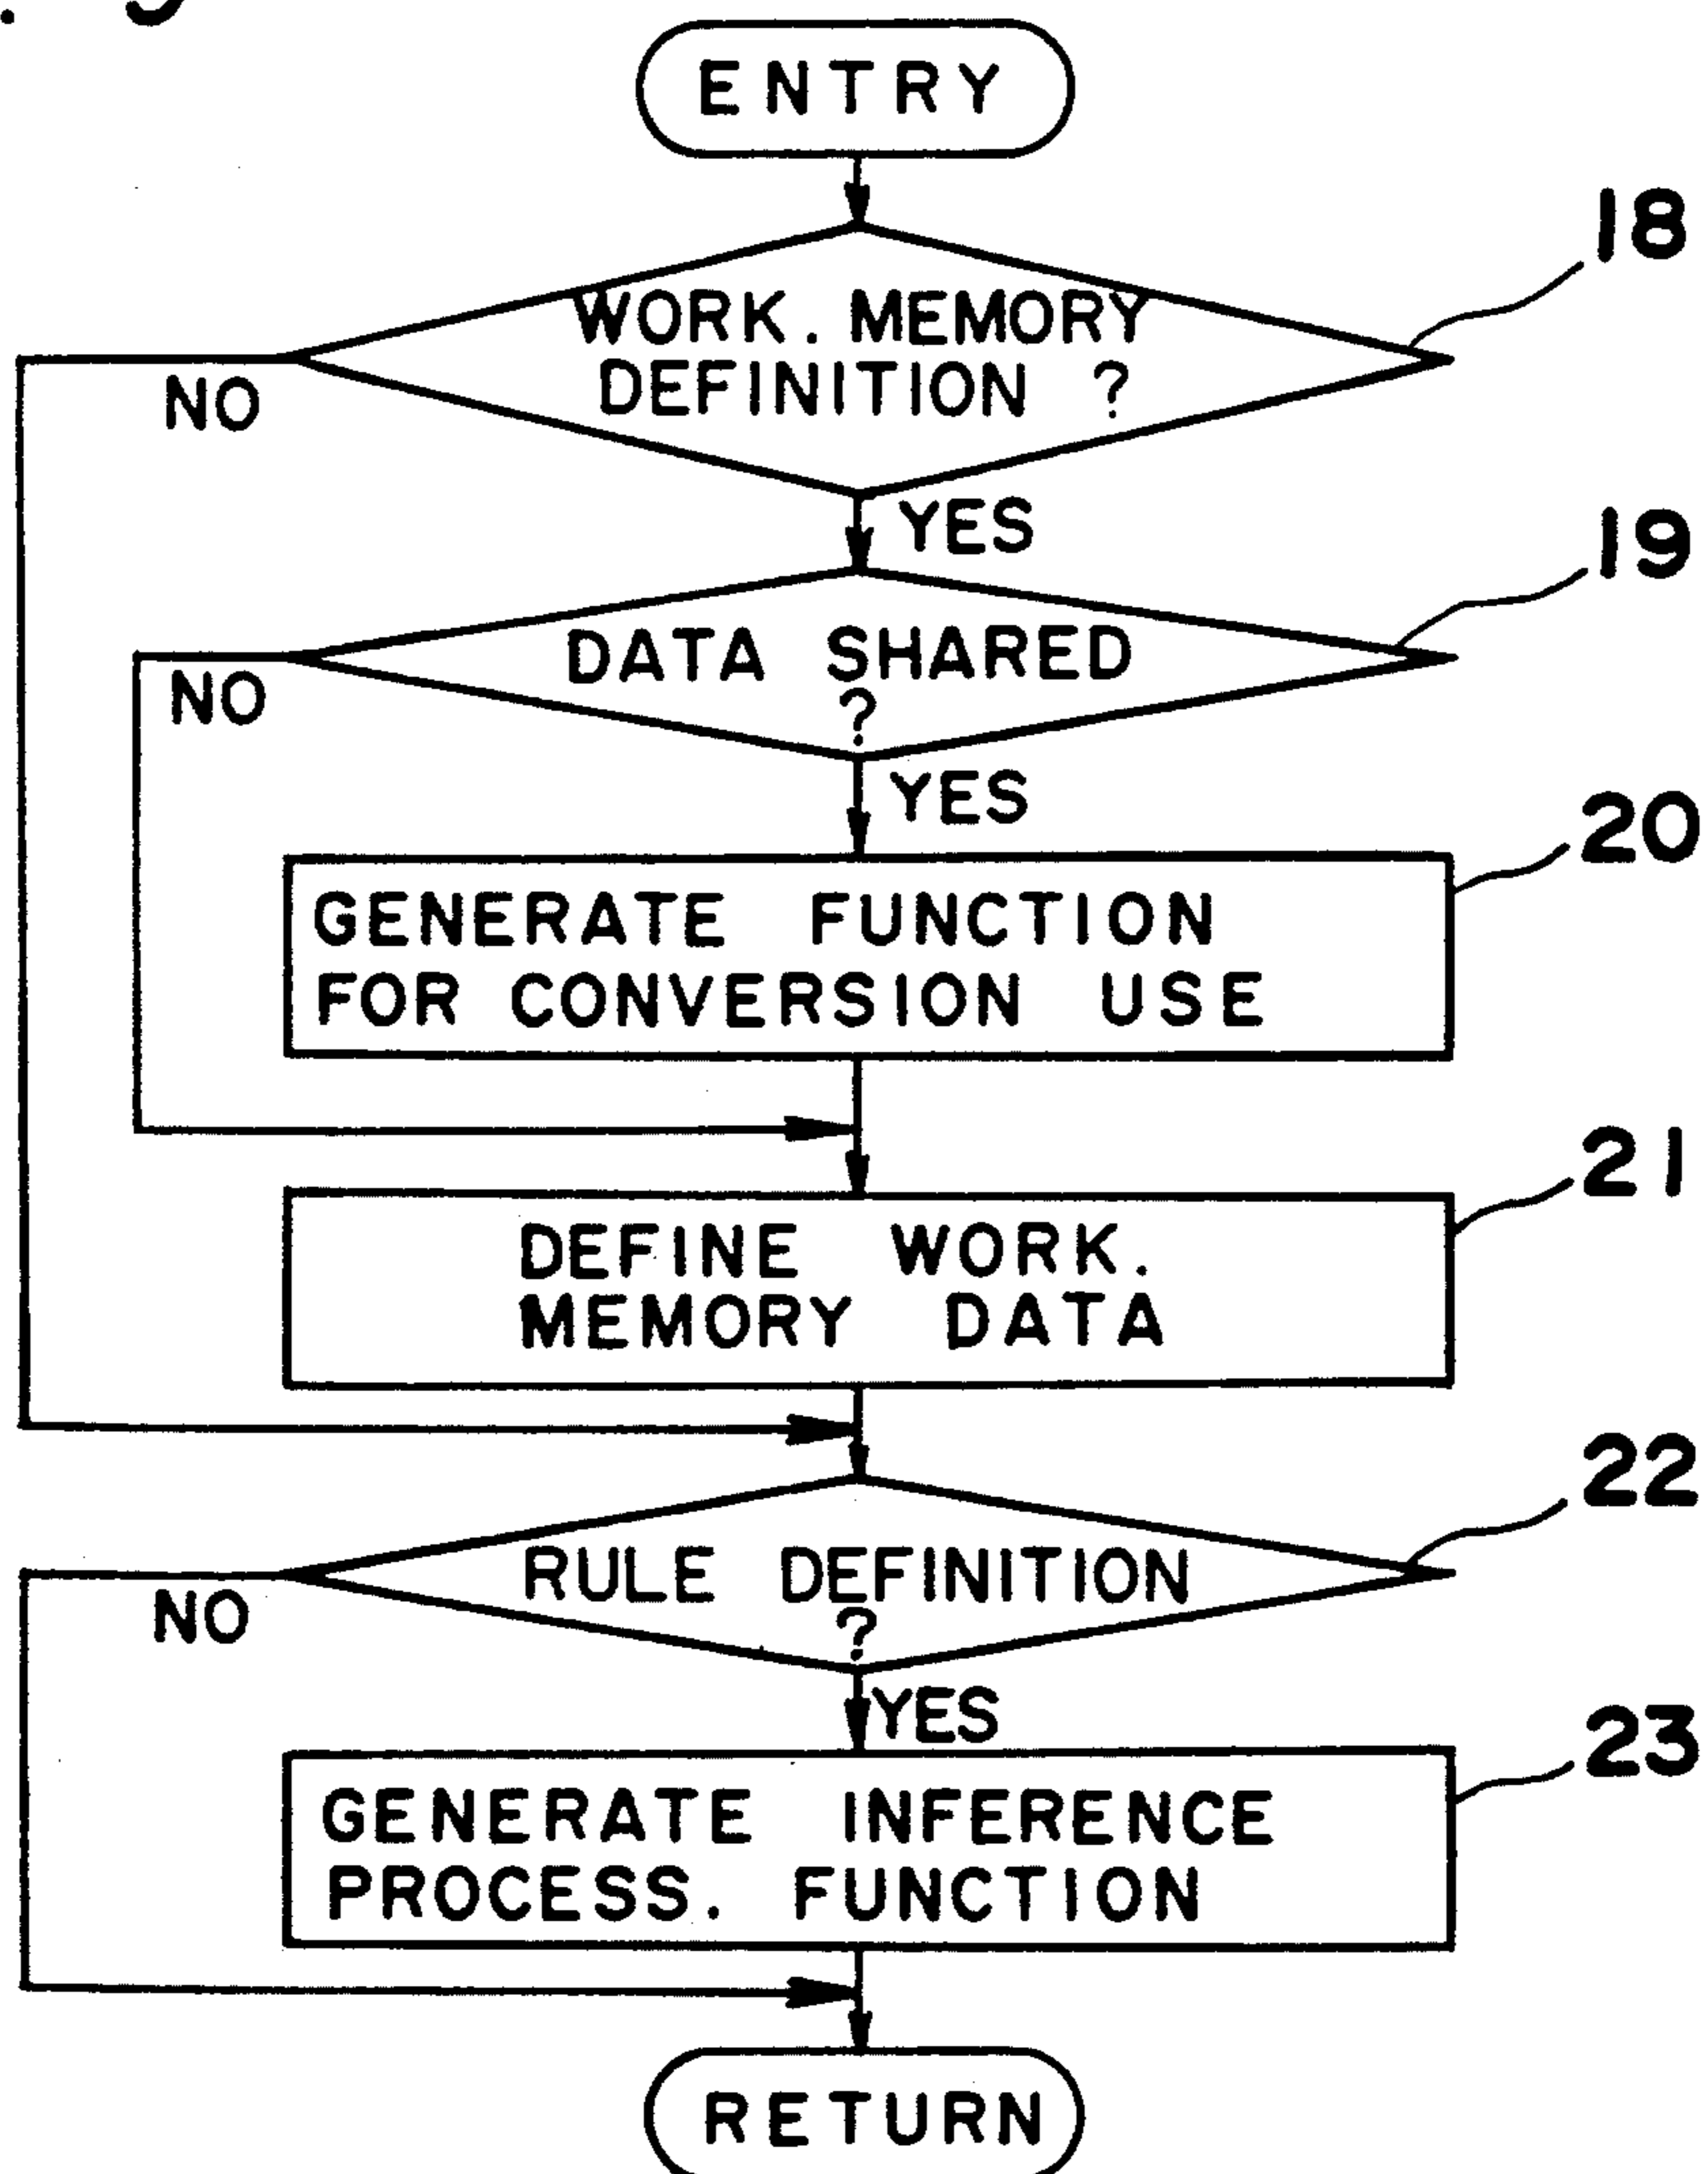 ENTRY
18
WORK. MEMORY
DEFINITION ?
NO
YES
19
DATA SHARED
?
NO
YES
20
GENERATE FUNCTION
FOR CONVERSION USE
21
DEFINE WORK.
MEMORY DATA
22
RULE DEFINITION
?
NO
YES
23
GENERATE INFERENCE
PROCESS. FUNCTION
RETURN